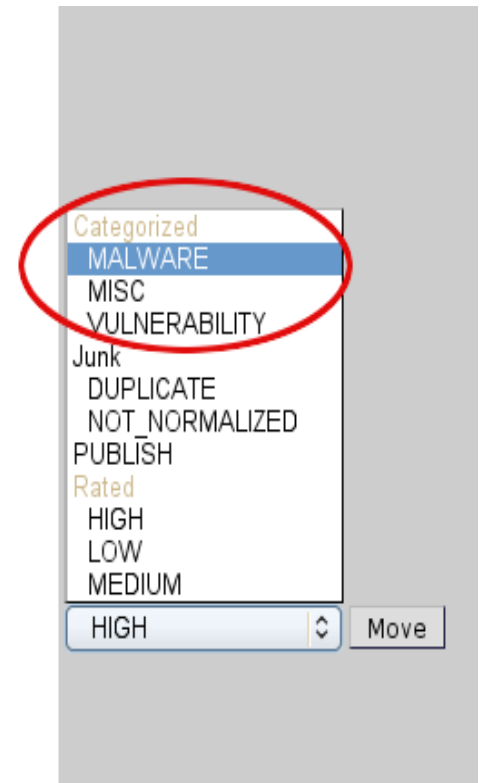 Categorized
MALWARE
MISC
VULNERABILITY
Junk
DUPLICATE
NOT_NORMALIZED
PUBLISH
Rated
HIGH
LOW
MEDIUM
HIGH Move